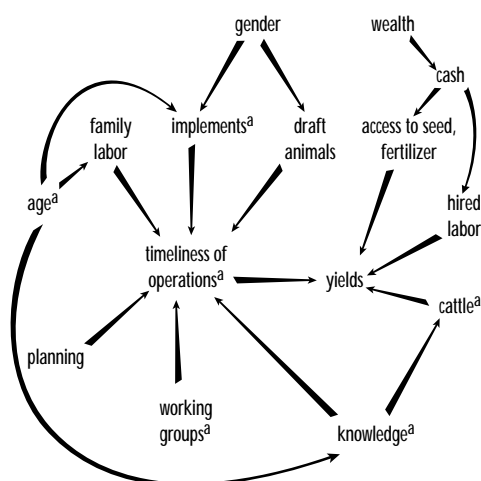 gender
wealth
cash
family
labor
implementsᵃ
draft
animals
access to seed,
fertilizer
ageᵃ
hired
labor
timeliness of
operationsᵃ
yields
cattleᵃ
planning
working
groupsᵃ
knowledgeᵃ